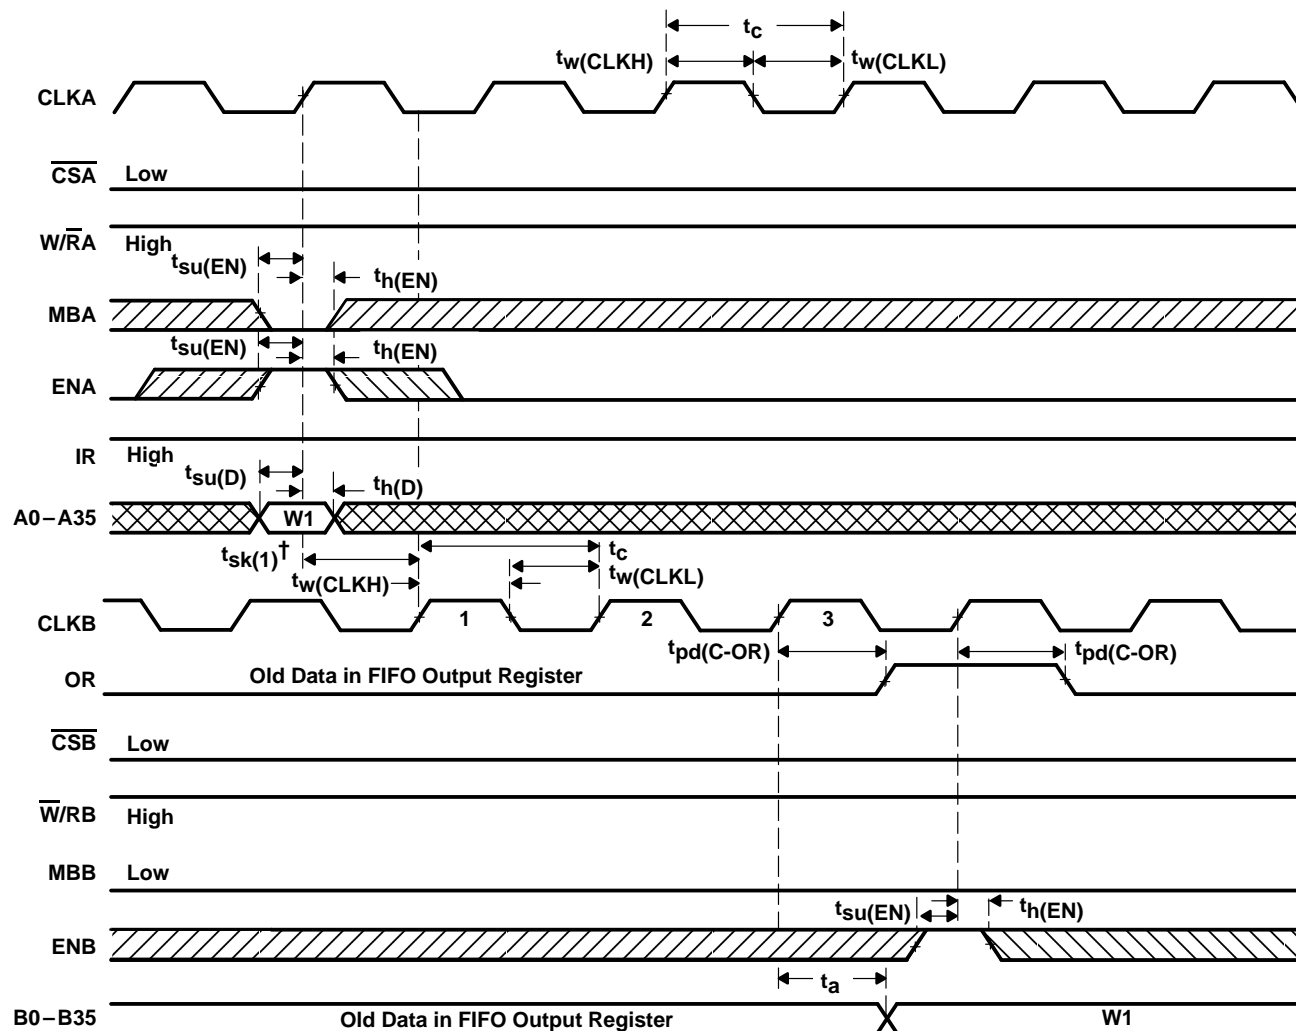 tc
tw(CLKH)
tw(CLKL)
CLKA
CSA
Low
W/RA
High
tsu(EN)
th(EN)
MBA
tsu(EN)
th(EN)
ENA
IR
High
tsu(D)
th(D)
A0–A35
W1
tsk(1)†
tc
tw(CLKH)
tw(CLKL)
CLKB
1
2
3
tpd(C-OR)
tpd(C-OR)
OR
Old Data in FIFO Output Register
CSB
Low
W/RB
High
MBB
Low
tsu(EN)
th(EN)
ENB
ta
B0–B35
Old Data in FIFO Output Register
W1